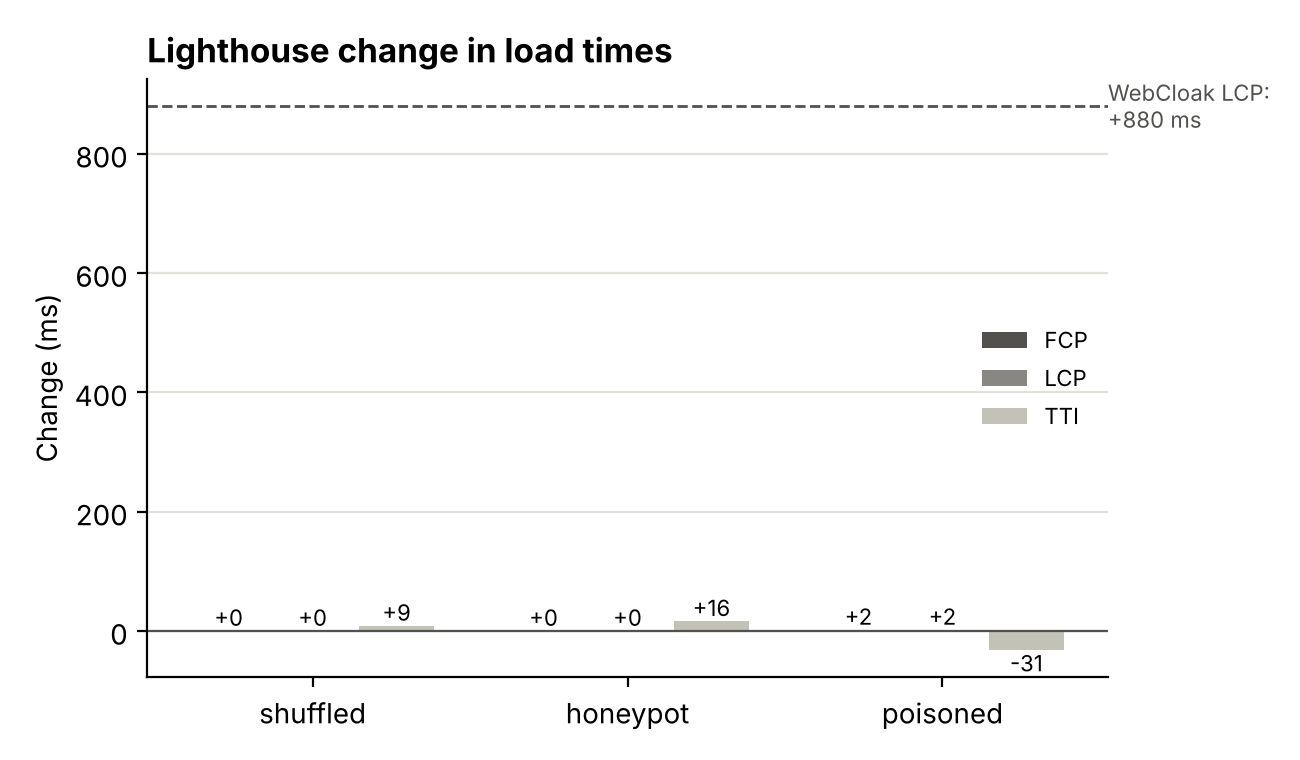 Lighthouse change in load times
WebCloak LCP:
+880 ms
Change (ms)
800
600
400
200
0
FCP
LCP
TTI
+0 +0 +9 +0 +0 +16 +2 +2 -31
shuffled honeypot poisoned